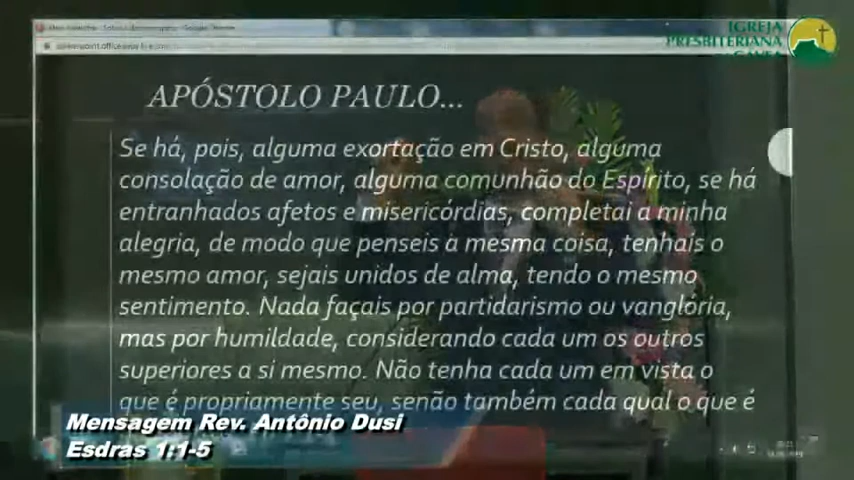 IGREJA
PRESBITERIANA
GÁVEA
APÓSTOLO PAULO...
Se há, pois, alguma exortação em Cristo, alguma
consolação de amor, alguma comunhão do Espírito, se há
entranhados afetos e misericórdias, completai a minha
alegria, de modo que penseis a mesma coisa, tenhais o
mesmo amor, sejais unidos de alma, tendo o mesmo
sentimento. Nada façais por partidarismo ou vanglória,
mas por humildade, considerando cada um os outros
superiores a si mesmo. Não tenha cada um em vista o
que é propriamente seu, senão também cada qual o que é
Mensagem Rev. Antônio Dusi
Esdras 1:1-5